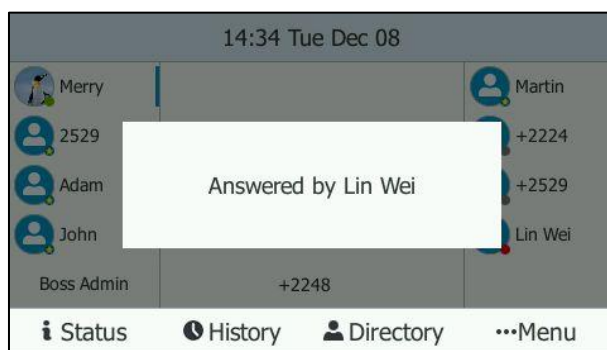 14:34 Tue Dec 08
Merry Martin
2529 +2224
Adam Answered by Lin Wei +2529
John Lin Wei
Boss Admin +2248
i Status History Directory •••Menu